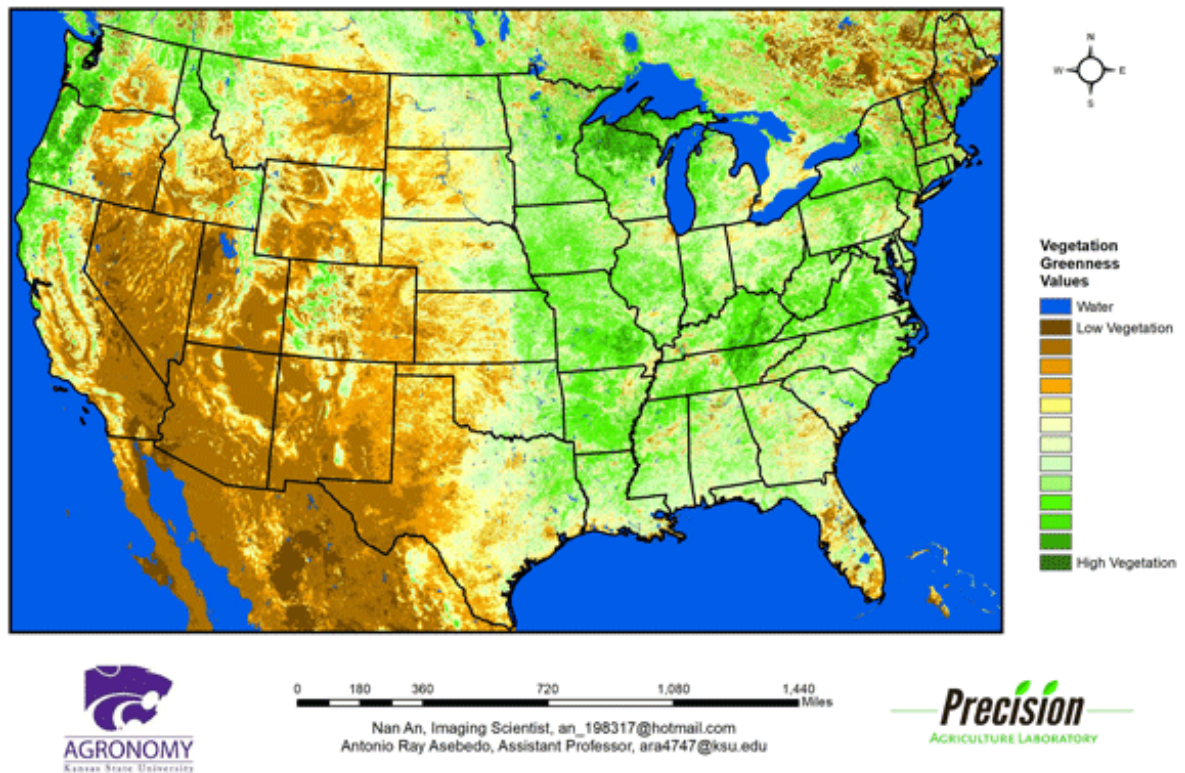 N
W
E
S
Vegetation
Greenness
Values
Water
Low Vegetation
High Vegetation
0
180
360
720
1,080
1,440
Miles
Nan An, Imaging Scientist, an_198317@hotmail.com
Antonio Ray Asebedo, Assistant Professor, ara4747@ksu.edu
AGRONOMY
Kansas State University
Precision
AGRICULTURE LABORATORY